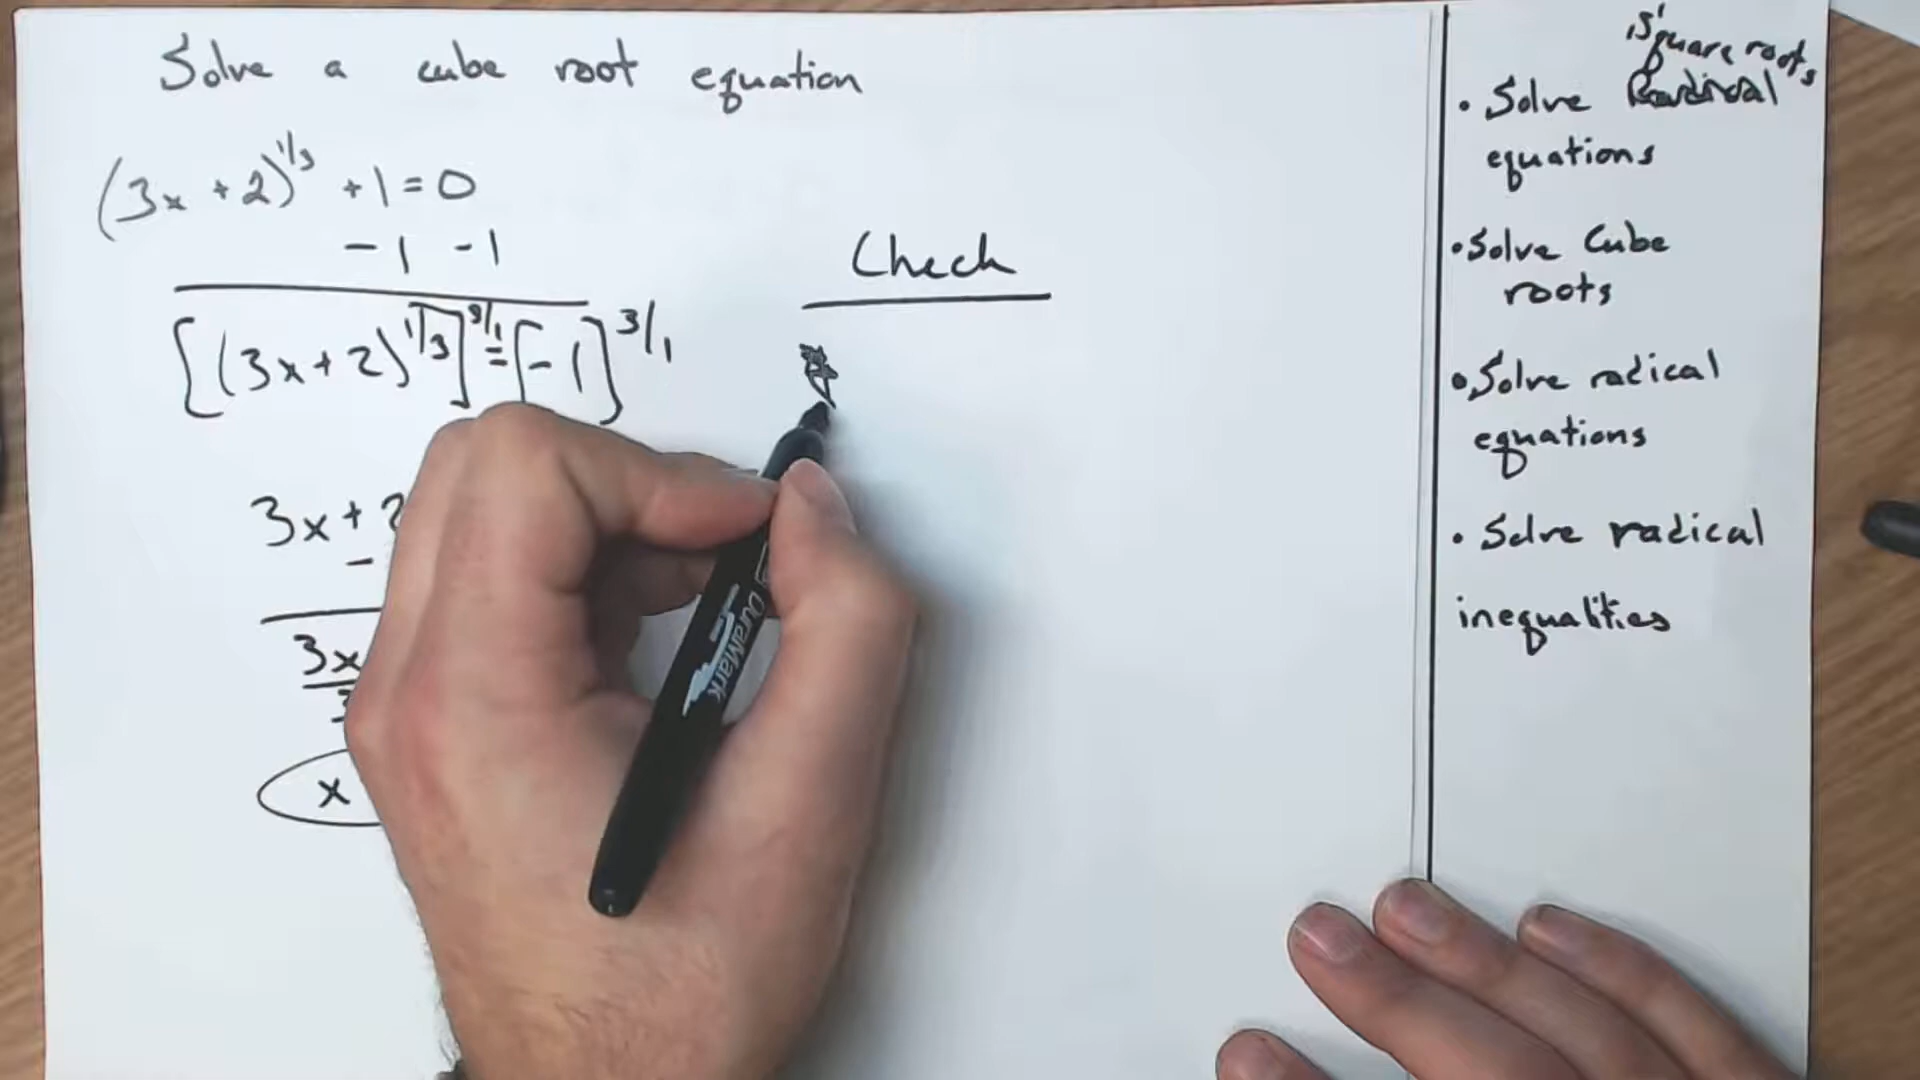 Solve a cube root equation
(3x + 2)^1/3 + 1 = 0
- 1 - 1
[(3x + 2)^1/3]^3/1 = [-1]^3/1
3x + 2
-
3x
x
Check
DuraMark
Square roots
• Solve
equations
• Solve Cube
roots
• Solve radical
equations
• Solve radical
inequalities